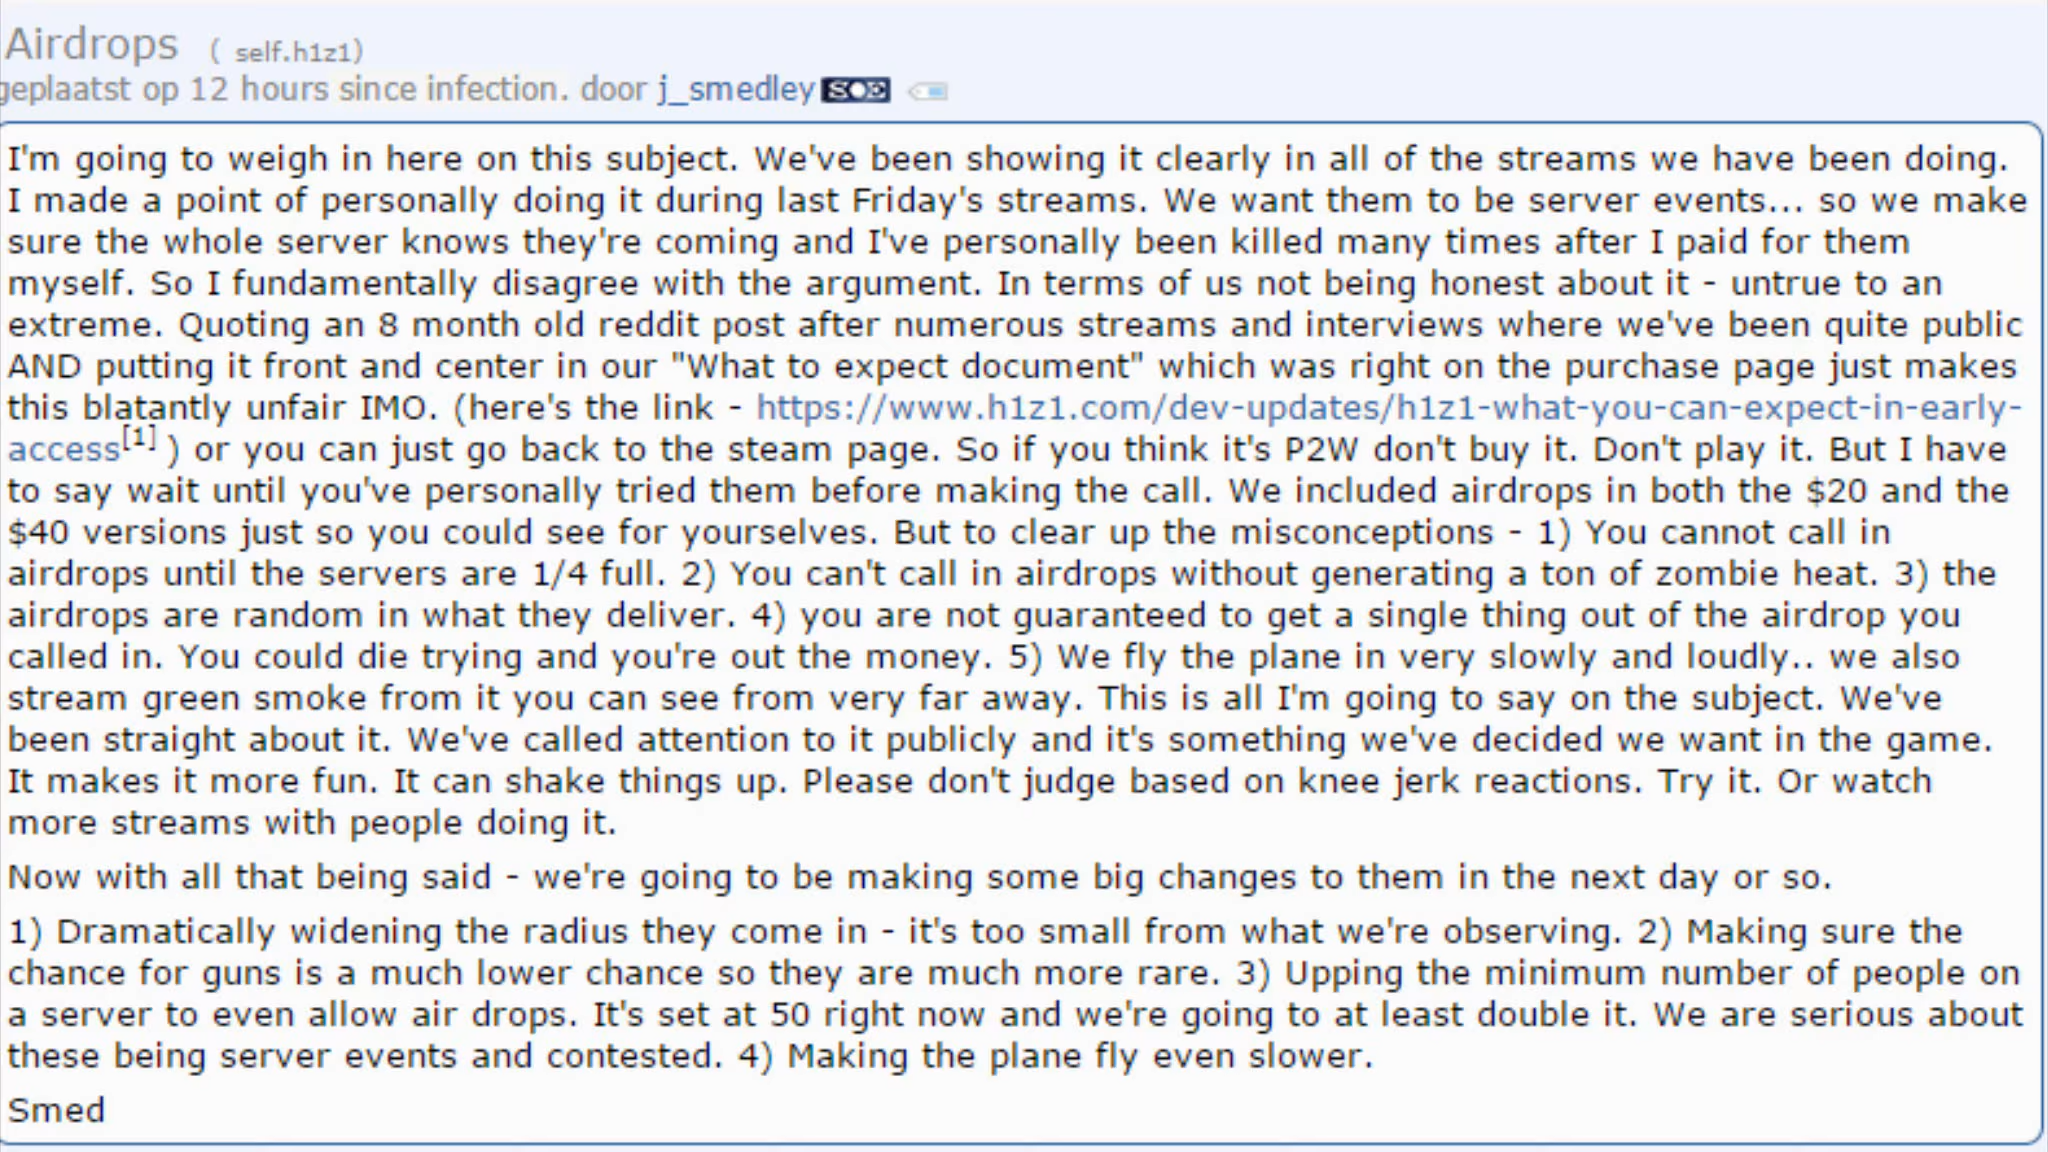 Airdrops ( self.h1z1)
geplaatst op 12 hours since infection. door j_smedley SOE
I'm going to weigh in here on this subject. We've been showing it clearly in all of the streams we have been doing.
I made a point of personally doing it during last Friday's streams. We want them to be server events... so we make
sure the whole server knows they're coming and I've personally been killed many times after I paid for them
myself. So I fundamentally disagree with the argument. In terms of us not being honest about it - untrue to an
extreme. Quoting an 8 month old reddit post after numerous streams and interviews where we've been quite public
AND putting it front and center in our "What to expect document" which was right on the purchase page just makes
this blatantly unfair IMO. (here's the link - https://www.h1z1.com/dev-updates/h1z1-what-you-can-expect-in-early-
access[1] ) or you can just go back to the steam page. So if you think it's P2W don't buy it. Don't play it. But I have
to say wait until you've personally tried them before making the call. We included airdrops in both the $20 and the
$40 versions just so you could see for yourselves. But to clear up the misconceptions - 1) You cannot call in
airdrops until the servers are 1/4 full. 2) You can't call in airdrops without generating a ton of zombie heat. 3) the
airdrops are random in what they deliver. 4) you are not guaranteed to get a single thing out of the airdrop you
called in. You could die trying and you're out the money. 5) We fly the plane in very slowly and loudly.. we also
stream green smoke from it you can see from very far away. This is all I'm going to say on the subject. We've
been straight about it. We've called attention to it publicly and it's something we've decided we want in the game.
It makes it more fun. It can shake things up. Please don't judge based on knee jerk reactions. Try it. Or watch
more streams with people doing it.
Now with all that being said - we're going to be making some big changes to them in the next day or so.
1) Dramatically widening the radius they come in - it's too small from what we're observing. 2) Making sure the
chance for guns is a much lower chance so they are much more rare. 3) Upping the minimum number of people on
a server to even allow air drops. It's set at 50 right now and we're going to at least double it. We are serious about
these being server events and contested. 4) Making the plane fly even slower.
Smed